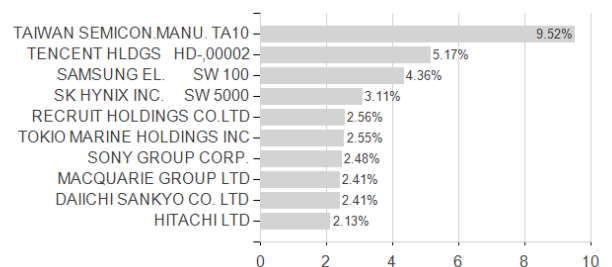 TAIWAN SEMICON.MANU. TA10 9.52%
TENCENT HLDGS HD-,00002 5.17%
SAMSUNG EL. SW 100 4.36%
SK HYNIX INC. SW 5000 3.11%
RECRUIT HOLDINGS CO.LTD 2.56%
TOKIO MARINE HOLDINGS INC 2.55%
SONY GROUP CORP. 2.48%
MACQUARIE GROUP LTD 2.41%
DAIICHI SANKYO CO. LTD 2.41%
HITACHI LTD 2.13%
0 2 4 6 8 10